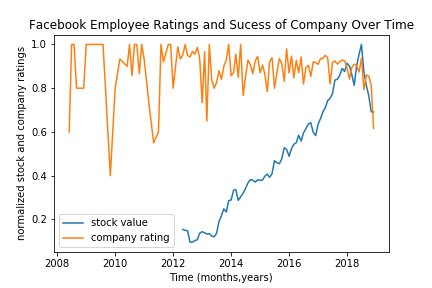 Facebook Employee Ratings and Sucess of Company Over Time
normalized stock and company ratings
1.0
0.8
0.6
0.4
0.2
stock value
company rating
2008 2010 2012 2014 2016 2018
Time (months,years)